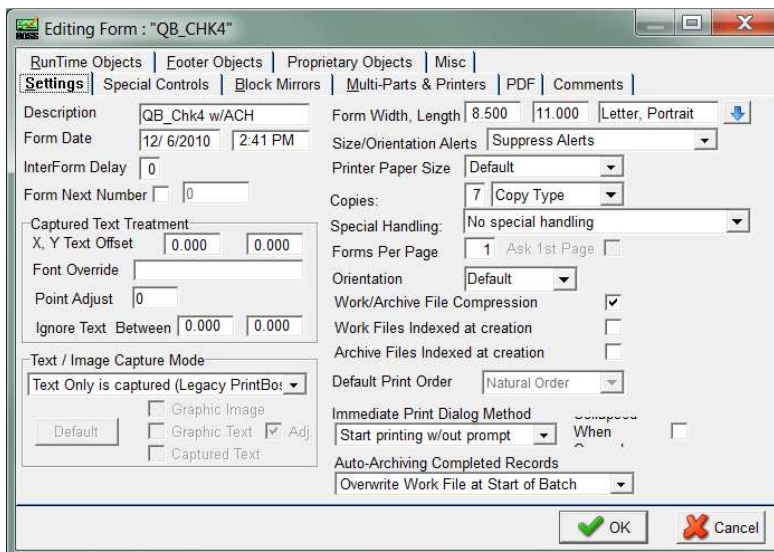 BOSS
Editing Form : "QB_CHK4"
RunTime Objects Footer Objects Proprietary Objects Misc
Settings Special Controls Block Mirrors Multi-Parts & Printers PDF Comments
Description QB_Chk4 w/ACH
Form Date 12/ 6/2010 2:41 PM
InterForm Delay 0
Form Next Number 0
Captured Text Treatment
X, Y Text Offset 0.000 0.000
Font Override
Point Adjust 0
Ignore Text Between 0.000 0.000
Text / Image Capture Mode
Text Only is captured (Legacy PrintBos
Default
Graphic Image
Graphic Text Adj.
Captured Text
Form Width, Length 8.500 11.000 Letter, Portrait
Size/Orientation Alerts Suppress Alerts
Printer Paper Size Default
Copies: 7 Copy Type
Special Handling: No special handling
Forms Per Page 1 Ask 1st Page
Orientation Default
Work/Archive File Compression
Work Files Indexed at creation
Archive Files Indexed at creation
Default Print Order Natural Order
Immediate Print Dialog Method
Start printing w/out prompt
When
Auto-Archiving Completed Records
Overwrite Work File at Start of Batch
OK Cancel